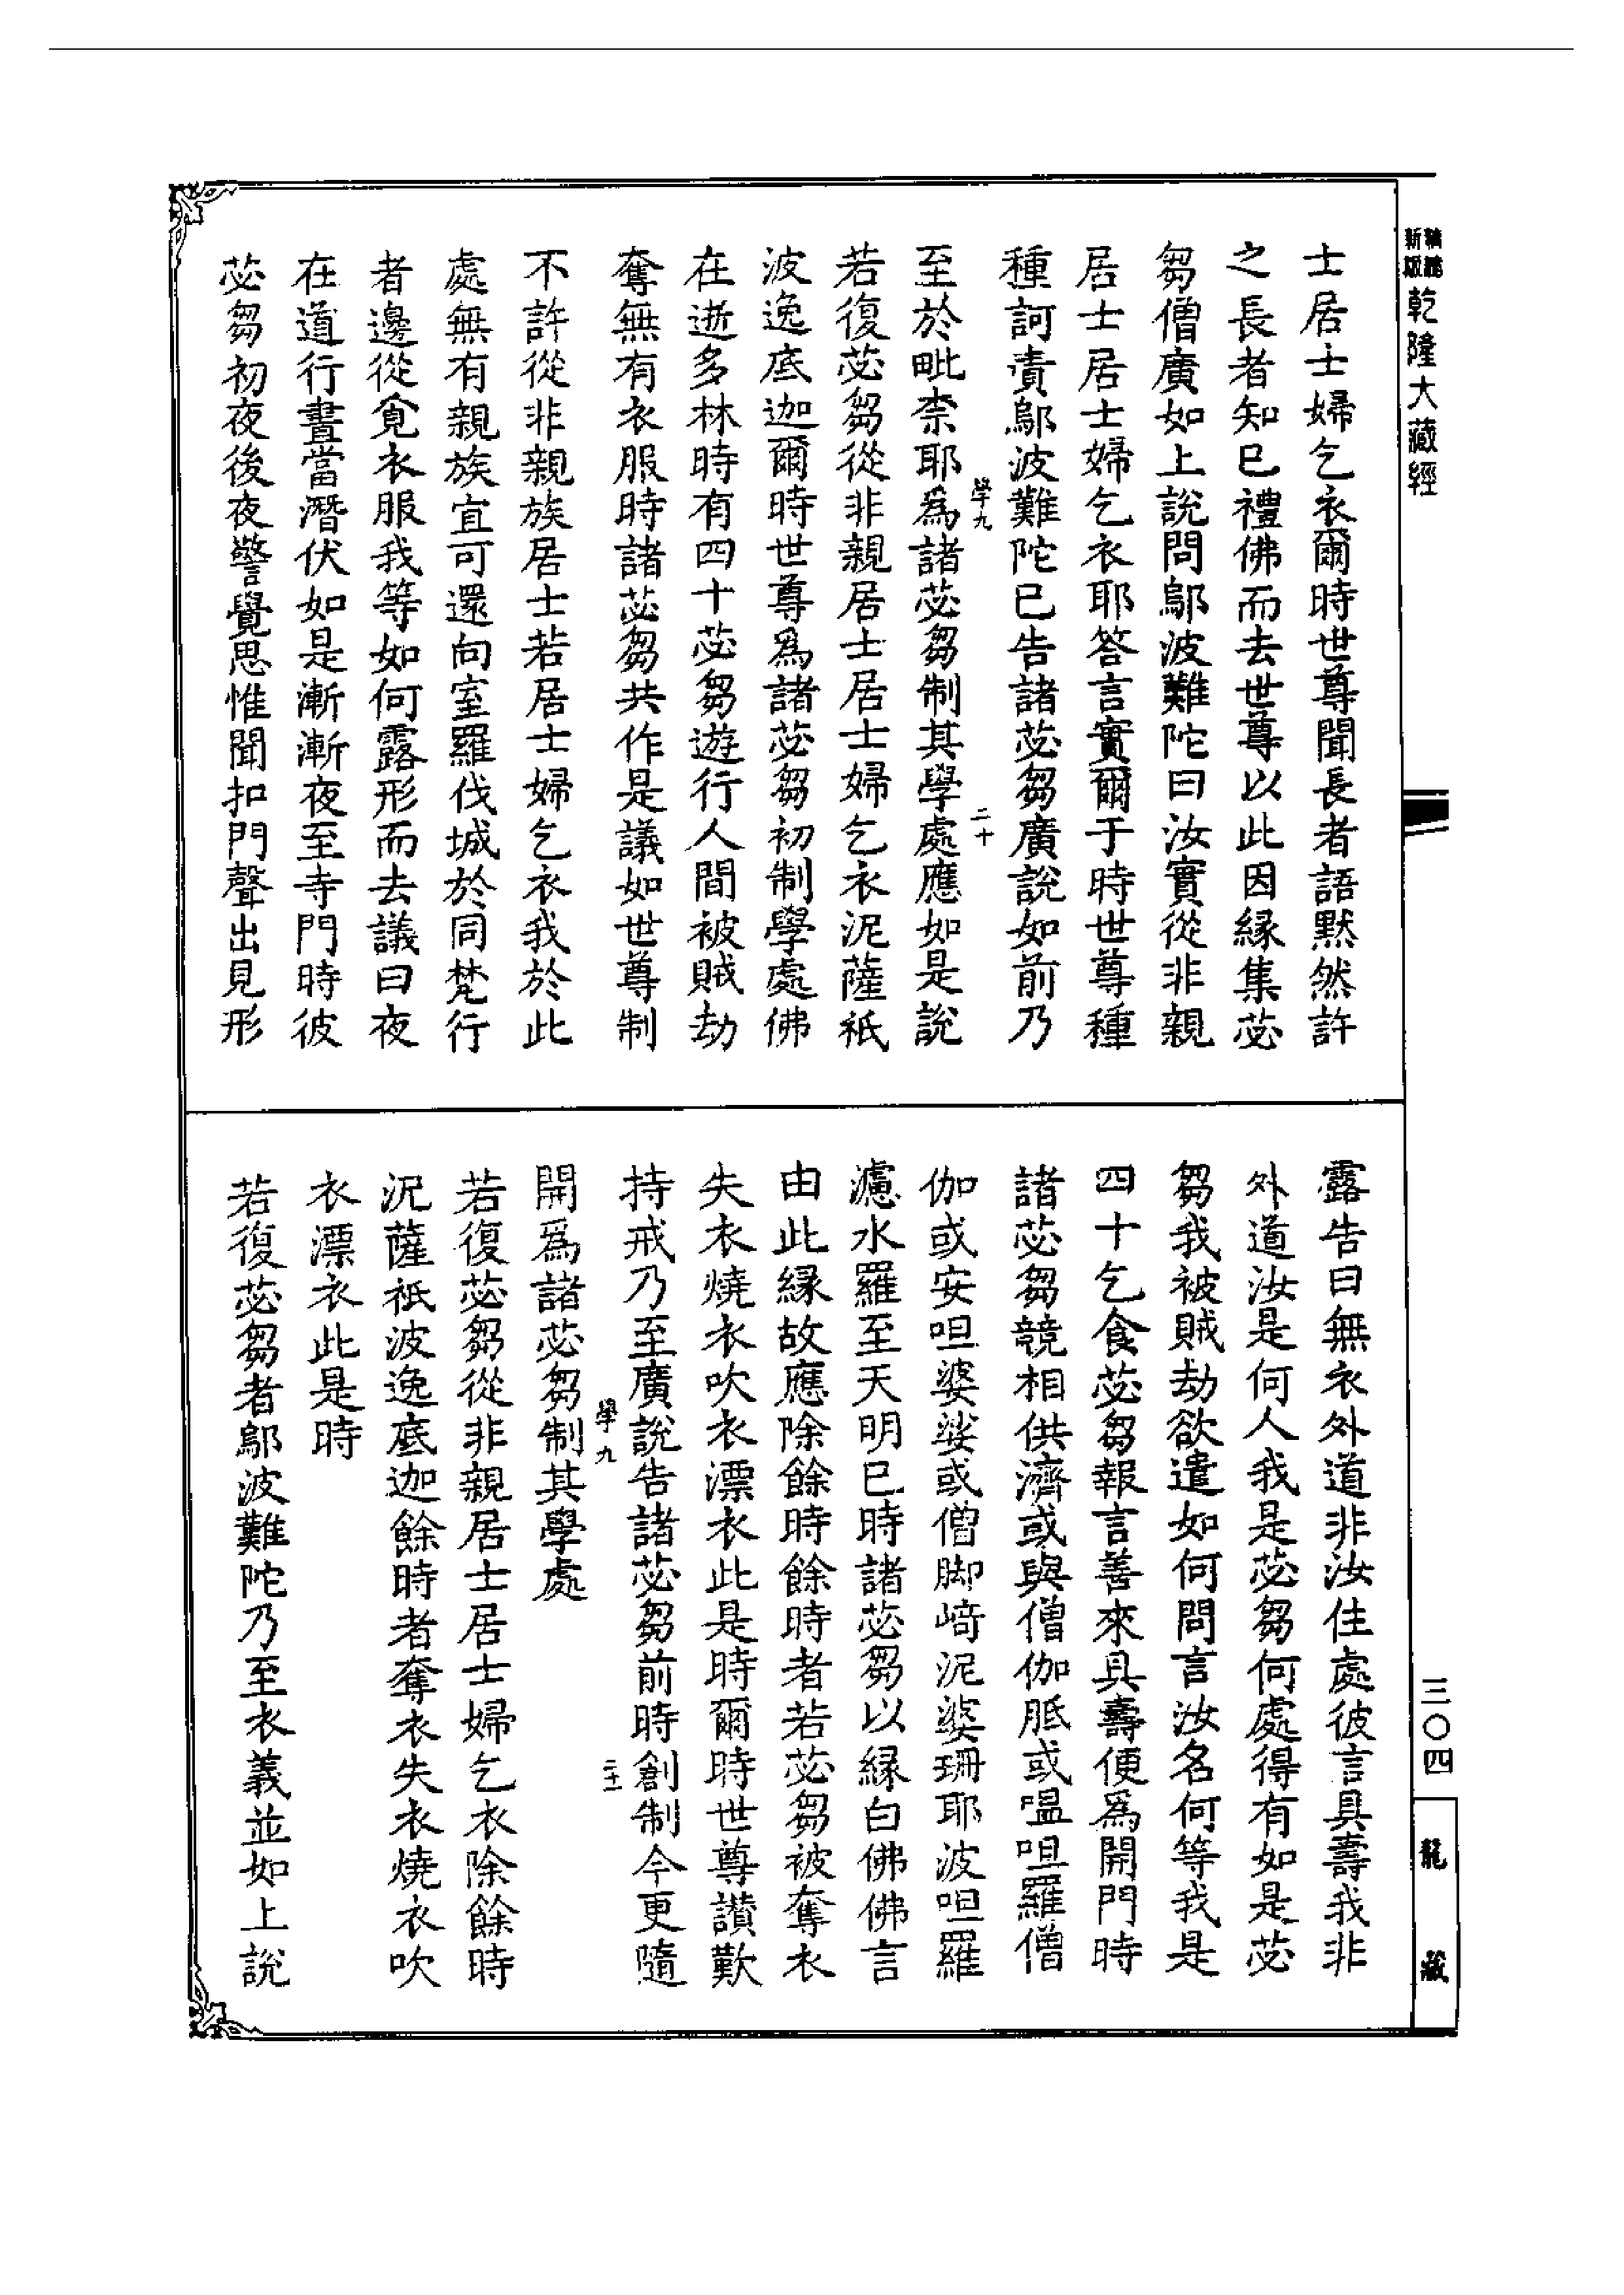 新編縮版乾隆大藏經
士居士婦乞衣爾時世尊聞長者語默然許
之長者知已禮佛而去世尊以此因緣集苾
芻僧廣如上說問鄔波難陀曰汝實從非親
居士居士婦乞衣耶答言實爾于時世尊種
種訶責鄔波難陀已告諸苾芻廣說如前乃
學九
二十
至於毗柰耶爲諸苾芻制其學處應如是說
若復苾芻從非親居士居士婦乞衣泥薩祇
波逸底迦爾時世尊爲諸苾芻初制學處佛
在逝多林時有四十苾芻遊行人間被賊劫
奪無有衣服時諸苾芻共作是議如世尊制
不許從非親族居士若居士婦乞衣我於此
處無有親族宜可還向室羅伐城於同梵行
者邊從覓衣服我等如何露形而去議曰夜
在道行晝當潛伏如是漸漸夜至寺門時彼
苾芻初夜後夜警覺思惟聞扣門聲出見形
露告曰無衣外道非汝住處彼言具壽我非
外道汝是何人我是苾芻何處得有如是苾
芻我被賊劫欲遣如何問言汝名何等我是
四十乞食苾芻報言善來具壽便爲開門時
諸苾芻競相供濟或與僧伽胝或嗢呾羅僧
伽或安呾婆娑或僧脚崎泥婆珊耶波呾羅
濾水羅至天明已時諸苾芻以緣白佛佛言
由此緣故應除餘時餘時者若苾芻被奪衣
失衣燒衣吹衣漂衣此是時爾時世尊讚歎
持戒乃至廣說告諸苾芻前時創制今更隨
學九
二十一
開爲諸苾芻制其學處
若復苾芻從非親居士居士婦乞衣除餘時
泥薩祇波逸底迦餘時者奪衣失衣燒衣吹
衣漂衣此是時
若復苾芻者鄔波難陀乃至衣義並如上說
三〇四
龍藏